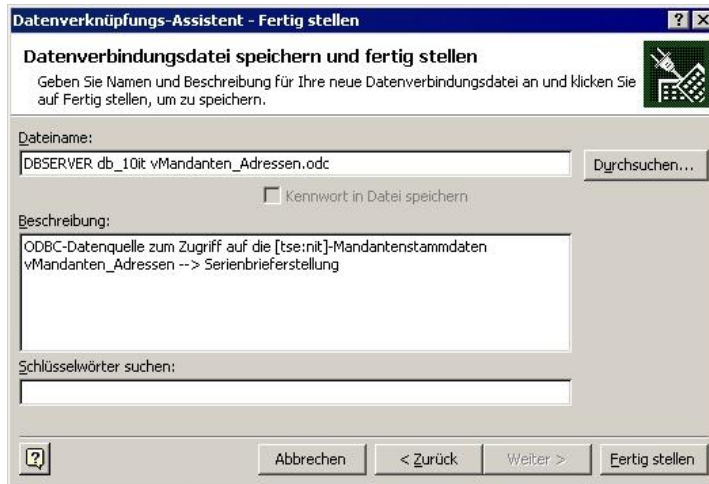 Datenverknüpfungs-Assistent - Fertig stellen
Datenverbindungsdatei speichern und fertig stellen
Geben Sie Namen und Beschreibung für Ihre neue Datenverbindungsdatei an und klicken Sie
auf Fertig stellen, um zu speichern.
Dateiname:
DBSERVER db_10it vMandanten_Adressen.odc
Durchsuchen...
Kennwort in Datei speichern
Beschreibung:
ODBC-Datenquelle zum Zugriff auf die [tse:nit]-Mandantenstammdaten
vMandanten_Adressen --> Serienbrieferstellung
Schlüsselwörter suchen:
Abbrechen
< Zurück
Weiter >
Fertig stellen